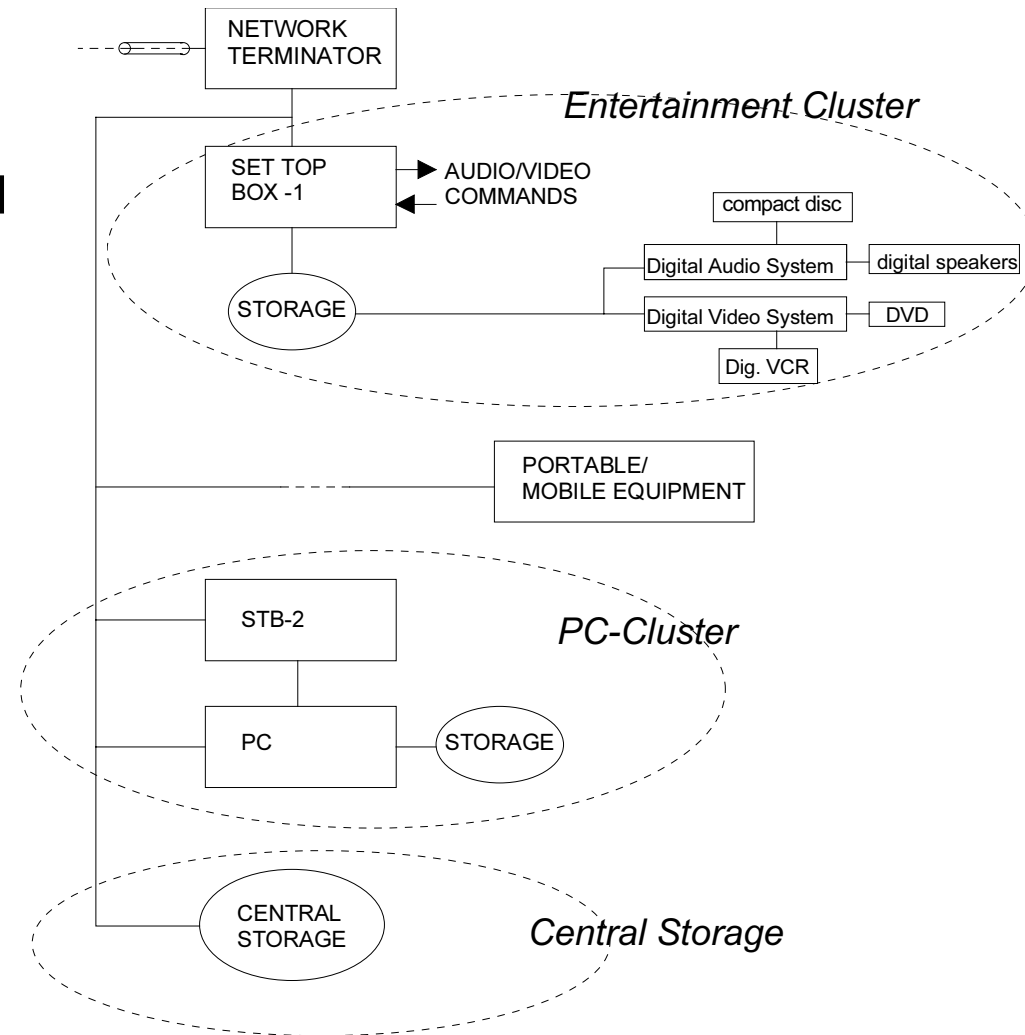 NETWORK
TERMINATOR
Entertainment Cluster
SET TOP
BOX -1
AUDIO/VIDEO
COMMANDS
compact disc
Digital Audio System
digital speakers
STORAGE
Digital Video System
DVD
Dig. VCR
PORTABLE/
MOBILE EQUIPMENT
STB-2
PC-Cluster
PC
STORAGE
CENTRAL
STORAGE
Central Storage